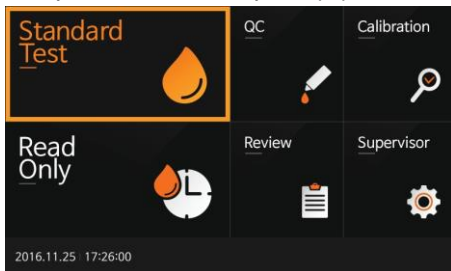 Standard
Test
QC
Calibration
Read
Only
Review
Supervisor
2016.11.25 17:26:00